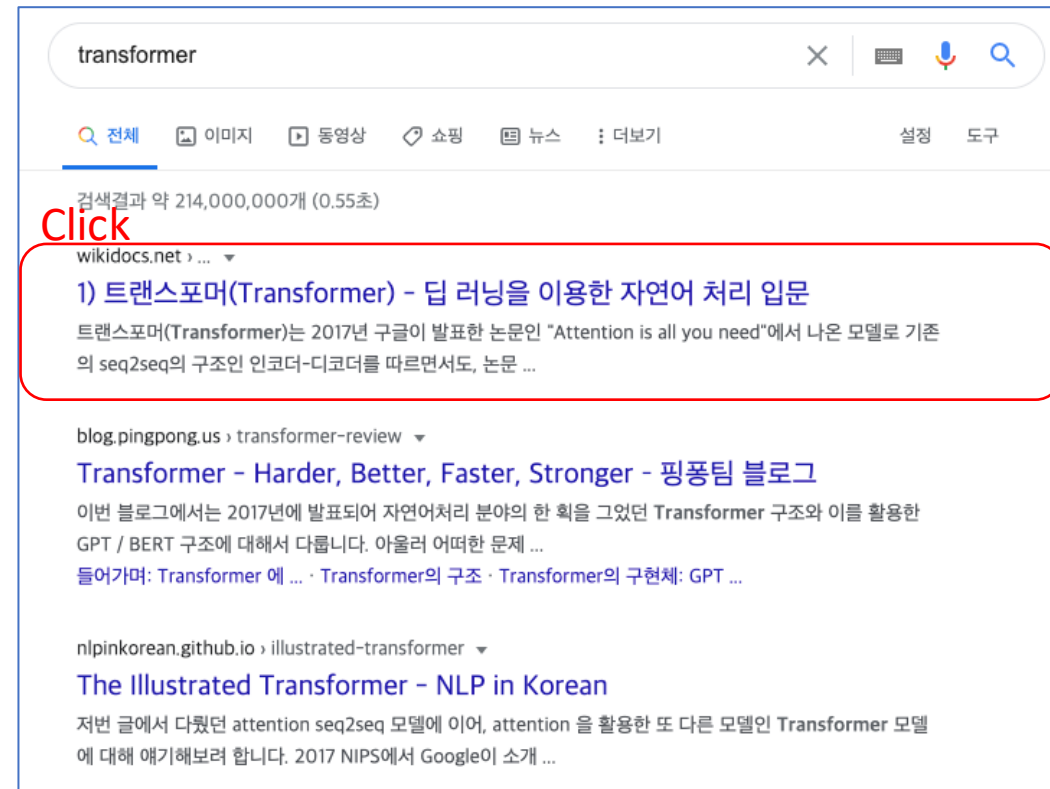 transformer
전체 이미지 동영상 쇼핑 뉴스 더보기 설정 도구
검색결과 약 214,000,000개 (0.55초)
Click
wikidocs.net › ...
1) 트랜스포머(Transformer) - 딥 러닝을 이용한 자연어 처리 입문
트랜스포머(Transformer)는 2017년 구글이 발표한 논문인 "Attention is all you need"에서 나온 모델로 기존
의 seq2seq의 구조인 인코더-디코더를 따르면서도, 논문 ...
blog.pingpong.us › transformer-review
Transformer - Harder, Better, Faster, Stronger - 핑퐁팀 블로그
이번 블로그에서는 2017년에 발표되어 자연어처리 분야의 한 획을 그었던 Transformer 구조와 이를 활용한
GPT / BERT 구조에 대해서 다룹니다. 아울러 어떠한 문제 ...
들어가며: Transformer 에 ... · Transformer의 구조 · Transformer의 구현체: GPT ...
nlpinkorean.github.io › illustrated-transformer
The Illustrated Transformer - NLP in Korean
저번 글에서 다뤘던 attention seq2seq 모델에 이어, attention 을 활용한 또 다른 모델인 Transformer 모델
에 대해 얘기해보려 합니다. 2017 NIPS에서 Google이 소개 ...